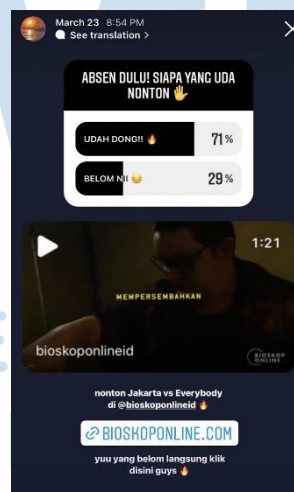 March 23 8:54 PM
See translation >
ABSEN DULU! SIAPA YANG UDA
NONTON 🖐
UDAH DONG!! 🔥 71%
BELOM NII 😥 29%
1:21
MEMPERSEMBAHKAN
bioskoponlineid
BIOSKOP
ONLINE
nonton Jakarta vs Everybody
di @bioskoponlineid 🔥
BIOSKOPONLINE.COM
yuu yang belom langsung klik
disini guys 🔥